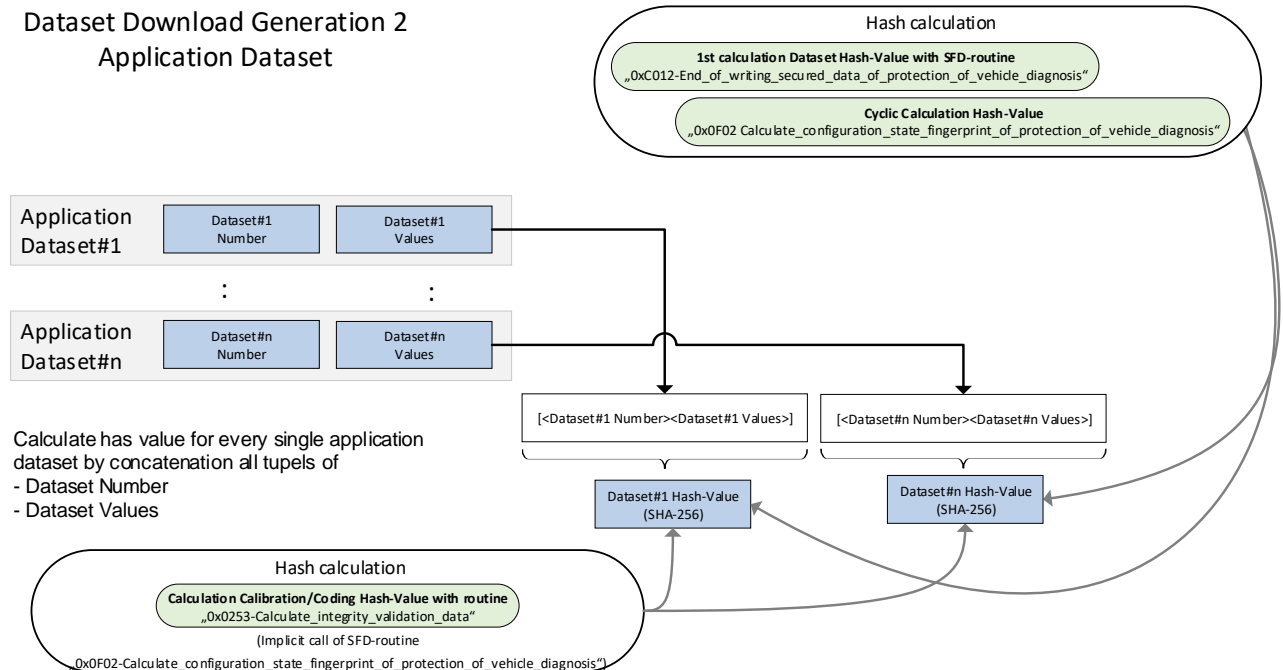 Dataset Download Generation 2
Application Dataset
Hash calculation
1st calculation Dataset Hash-Value with SFD-routine
„0xC012-End_of_writing_secured_data_of_protection_of_vehicle_diagnosis“
Cyclic Calculation Hash-Value
„0x0F02 Calculate_configuration_state_fingerprint_of_protection_of_vehicle_diagnosis“
Application
Dataset#1
Dataset#1
Number
Dataset#1
Values
:
:
Application
Dataset#n
Dataset#n
Number
Dataset#n
Values
[<Dataset#1 Number><Dataset#1 Values>]
[<Dataset#n Number><Dataset#n Values>]
Calculate has value for every single application
dataset by concatenation all tupels of
- Dataset Number
- Dataset Values
Dataset#1 Hash-Value
(SHA-256)
Dataset#n Hash-Value
(SHA-256)
Hash calculation
Calculation Calibration/Coding Hash-Value with routine
„0x0253-Calculate_integrity_validation_data“
(Implicit call of SFD-routine
„0x0F02-Calculate_configuration_state_fingerprint_of_protection_of_vehicle_diagnosis“)